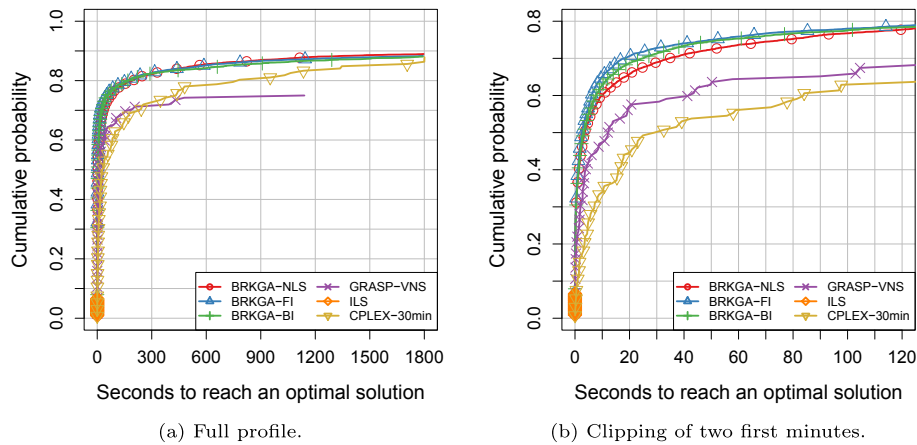 Cumulative probability
1.0
0.8
0.6
0.4
0.2
0.0
0 300 600 900 1200 1500 1800
BRKGA-NLS GRASP-VNS
BRKGA-FI ILS
BRKGA-BI CPLEX-30min
Seconds to reach an optimal solution
(a) Full profile.
Cumulative probability
0.8
0.6
0.4
0.2
0.0
0 20 40 60 80 100 120
BRKGA-NLS GRASP-VNS
BRKGA-FI ILS
BRKGA-BI CPLEX-30min
Seconds to reach an optimal solution
(b) Clipping of two first minutes.